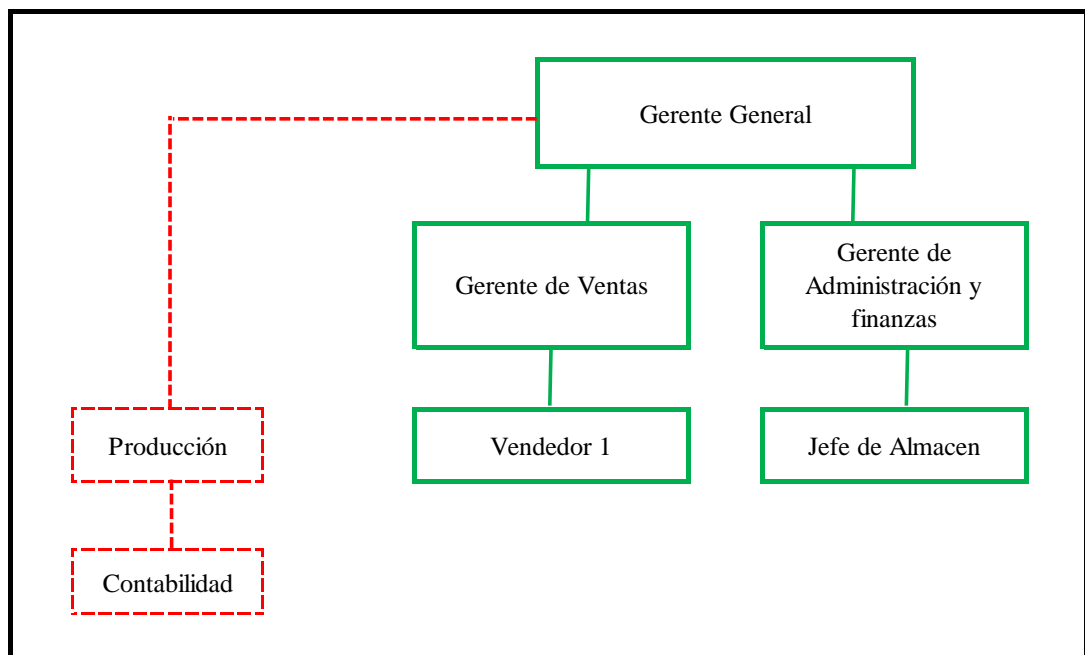 Gerente General
Gerente de Ventas
Gerente de
Administración y
finanzas
Producción
Vendedor 1
Jefe de Almacen
Contabilidad